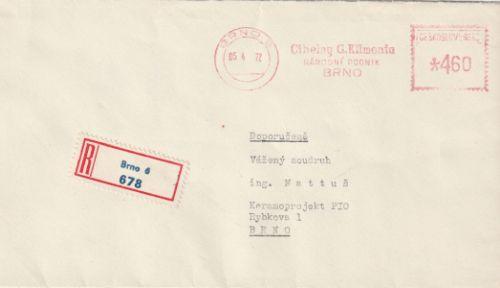 BRNO 6
05 4 72
Cihelny G.Klimenta
NÁRODNÍ PODNIK
BRNO
ČESKOSLOVENSKO
*460
R
Brno 6
678
Doporučeně
Vážený soudruh
ing. Mattuš
Keramoprojekt PIO
Rybkova 1
BRNO